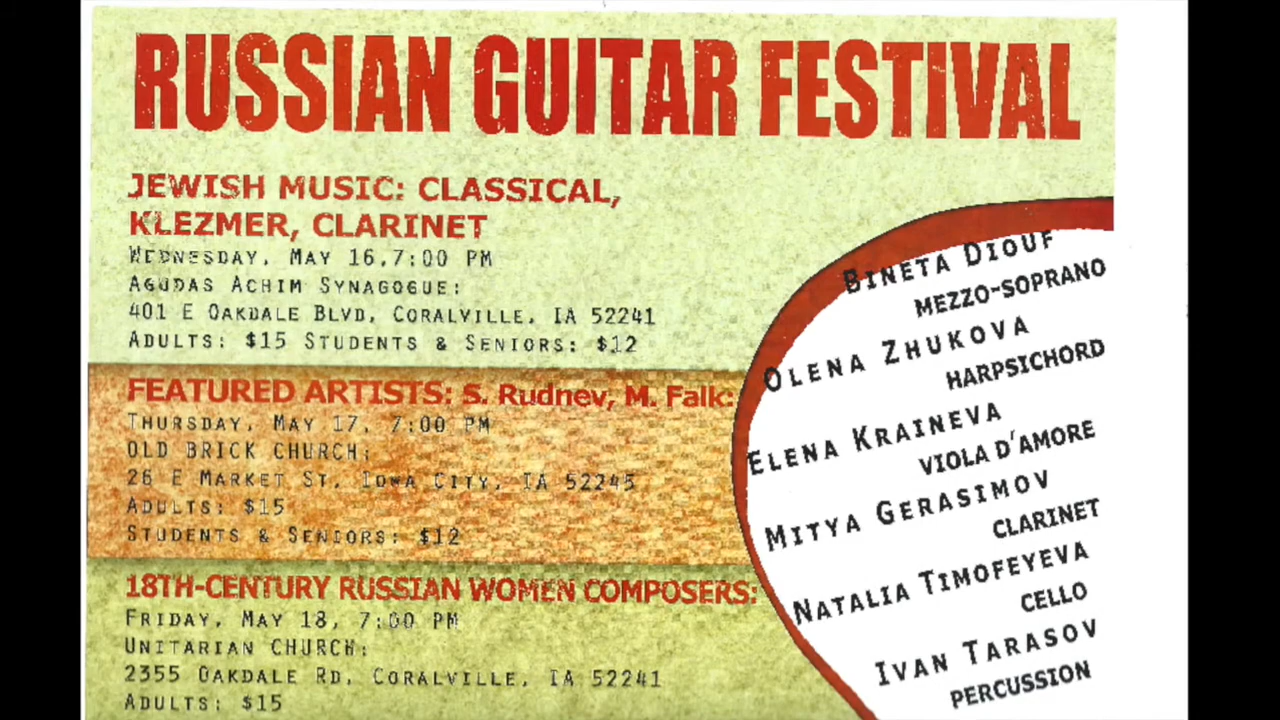 RUSSIAN GUITAR FESTIVAL
JEWISH MUSIC: CLASSICAL,
KLEZMER, CLARINET
WEDNESDAY, MAY 16,7:00 PM
AGUDAS ACHIM SYNAGOGUE:
401 E OAKDALE BLVD, CORALVILLE, IA 52241
ADULTS: $15 STUDENTS & SENIORS: $12
FEATURED ARTISTS: S. Rudnev, M. Falk:
THURSDAY, MAY 17, 7:00 PM
OLD BRICK CHURCH:
26 E MARKET ST, IOWA CITY, IA 52245
ADULTS: $15
STUDENTS & SENIORS: $12
18TH-CENTURY RUSSIAN WOMEN COMPOSERS:
FRIDAY, MAY 18, 7:00 PM
UNITARIAN CHURCH:
2355 OAKDALE RD, CORALVILLE, IA 52241
ADULTS: $15
BINETA DIOUF
MEZZO-SOPRANO
OLENA ZHUKOVA
HARPSICHORD
ELENA KRAINEVA
VIOLA D'AMORE
MITYA GERASIMOV
CLARINET
NATALIA TIMOFEYEVA
CELLO
IVAN TARASOV
PERCUSSION